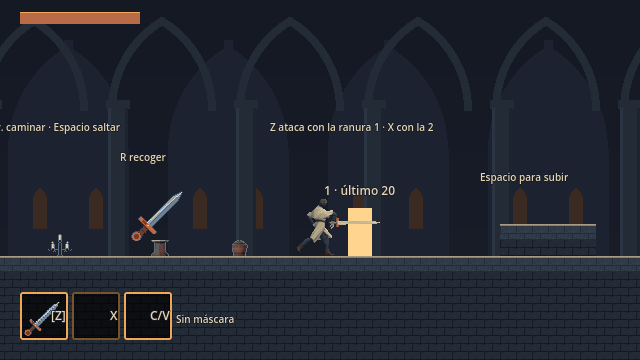 . caminar · Espacio saltar
Z ataca con la ranura 1 · X con la 2
R recoger
Espacio para subir
1 · último 20
[Z]
X
C/V
Sin máscara